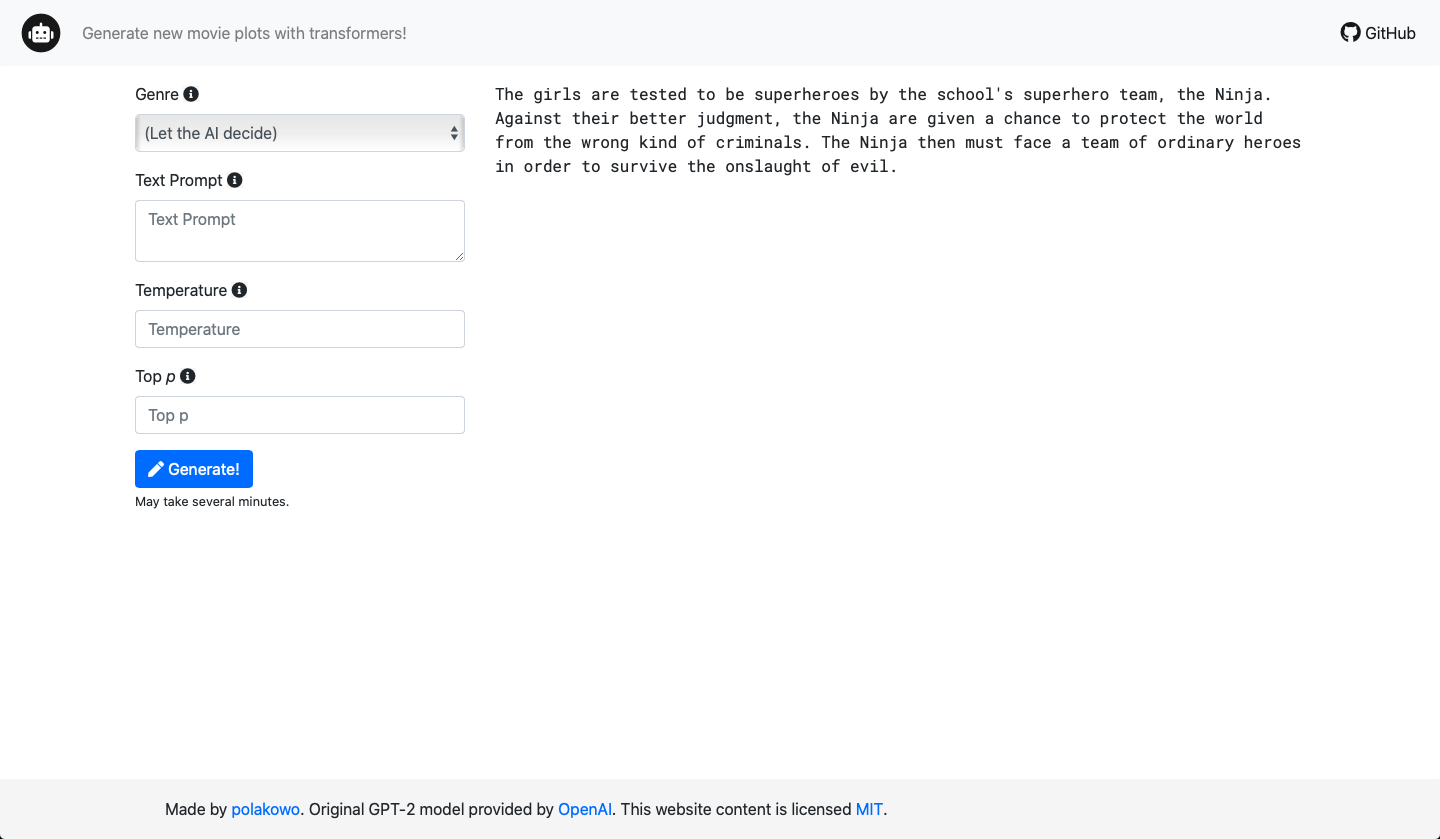 Generate new movie plots with transformers!
GitHub
Genre
(Let the AI decide)
Text Prompt
Text Prompt
Temperature
Temperature
Top p
Top p
Generate!
May take several minutes.
The girls are tested to be superheroes by the school's superhero team, the Ninja.
Against their better judgment, the Ninja are given a chance to protect the world
from the wrong kind of criminals. The Ninja then must face a team of ordinary heroes
in order to survive the onslaught of evil.
Made by polakowo. Original GPT-2 model provided by OpenAI. This website content is licensed MIT.